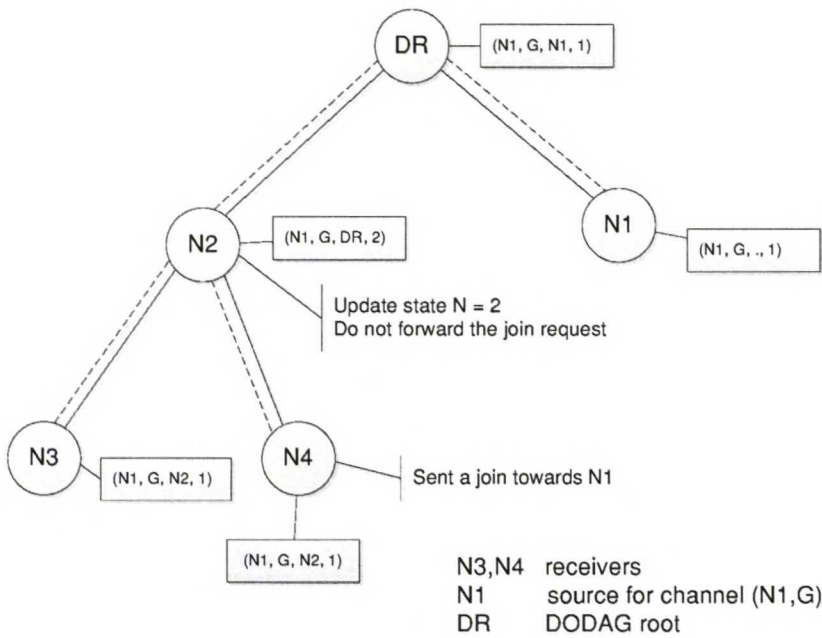 DR
(N1, G, N1, 1)
N2
(N1, G, DR, 2)
N1
(N1, G, ., 1)
Update state N = 2
Do not forward the join request
N3
(N1, G, N2, 1)
N4
Sent a join towards N1
(N1, G, N2, 1)
N3,N4 receivers
N1 source for channel (N1,G)
DR DODAG root